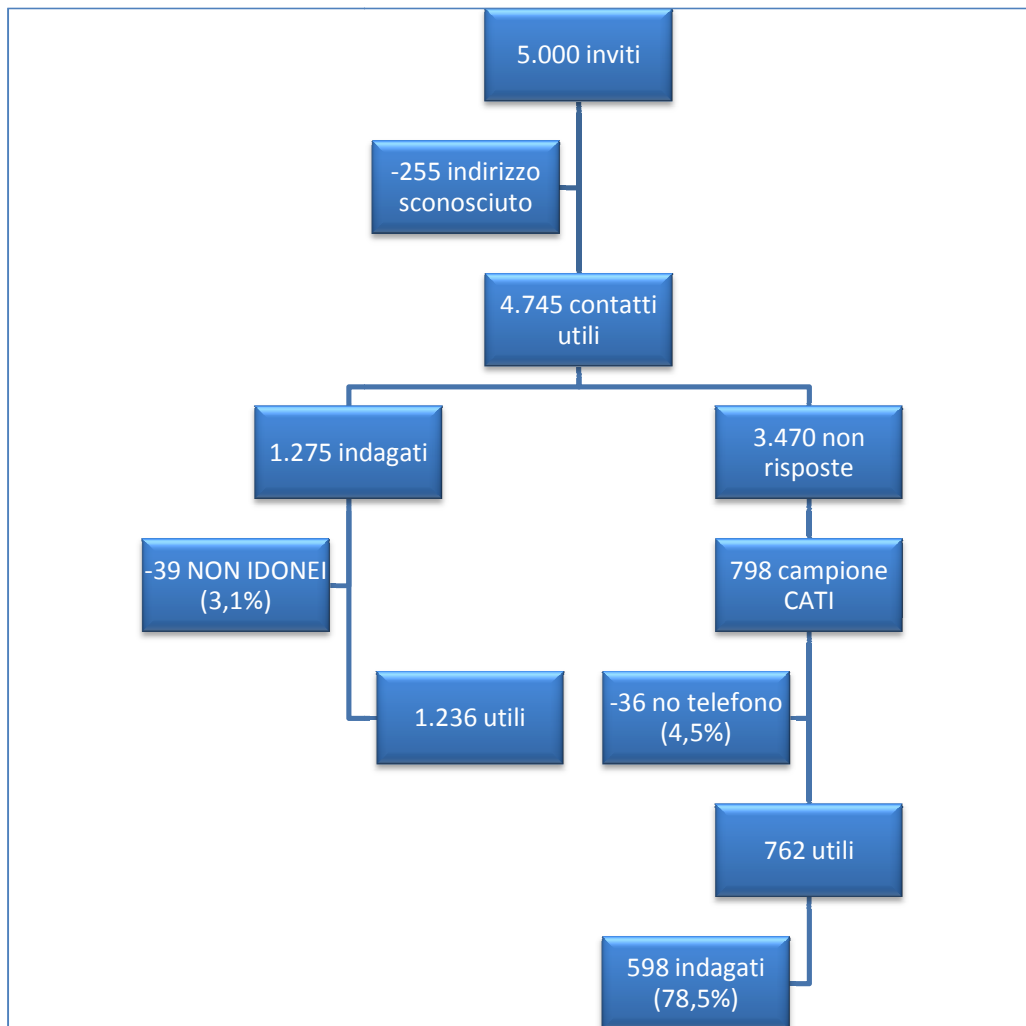 5.000 inviti
-255 indirizzo
sconosciuto
4.745 contatti
utili
1.275 indagati
3.470 non
risposte
-39 NON IDONEI
(3,1%)
798 campione
CATI
1.236 utili
-36 no telefono
(4,5%)
762 utili
598 indagati
(78,5%)